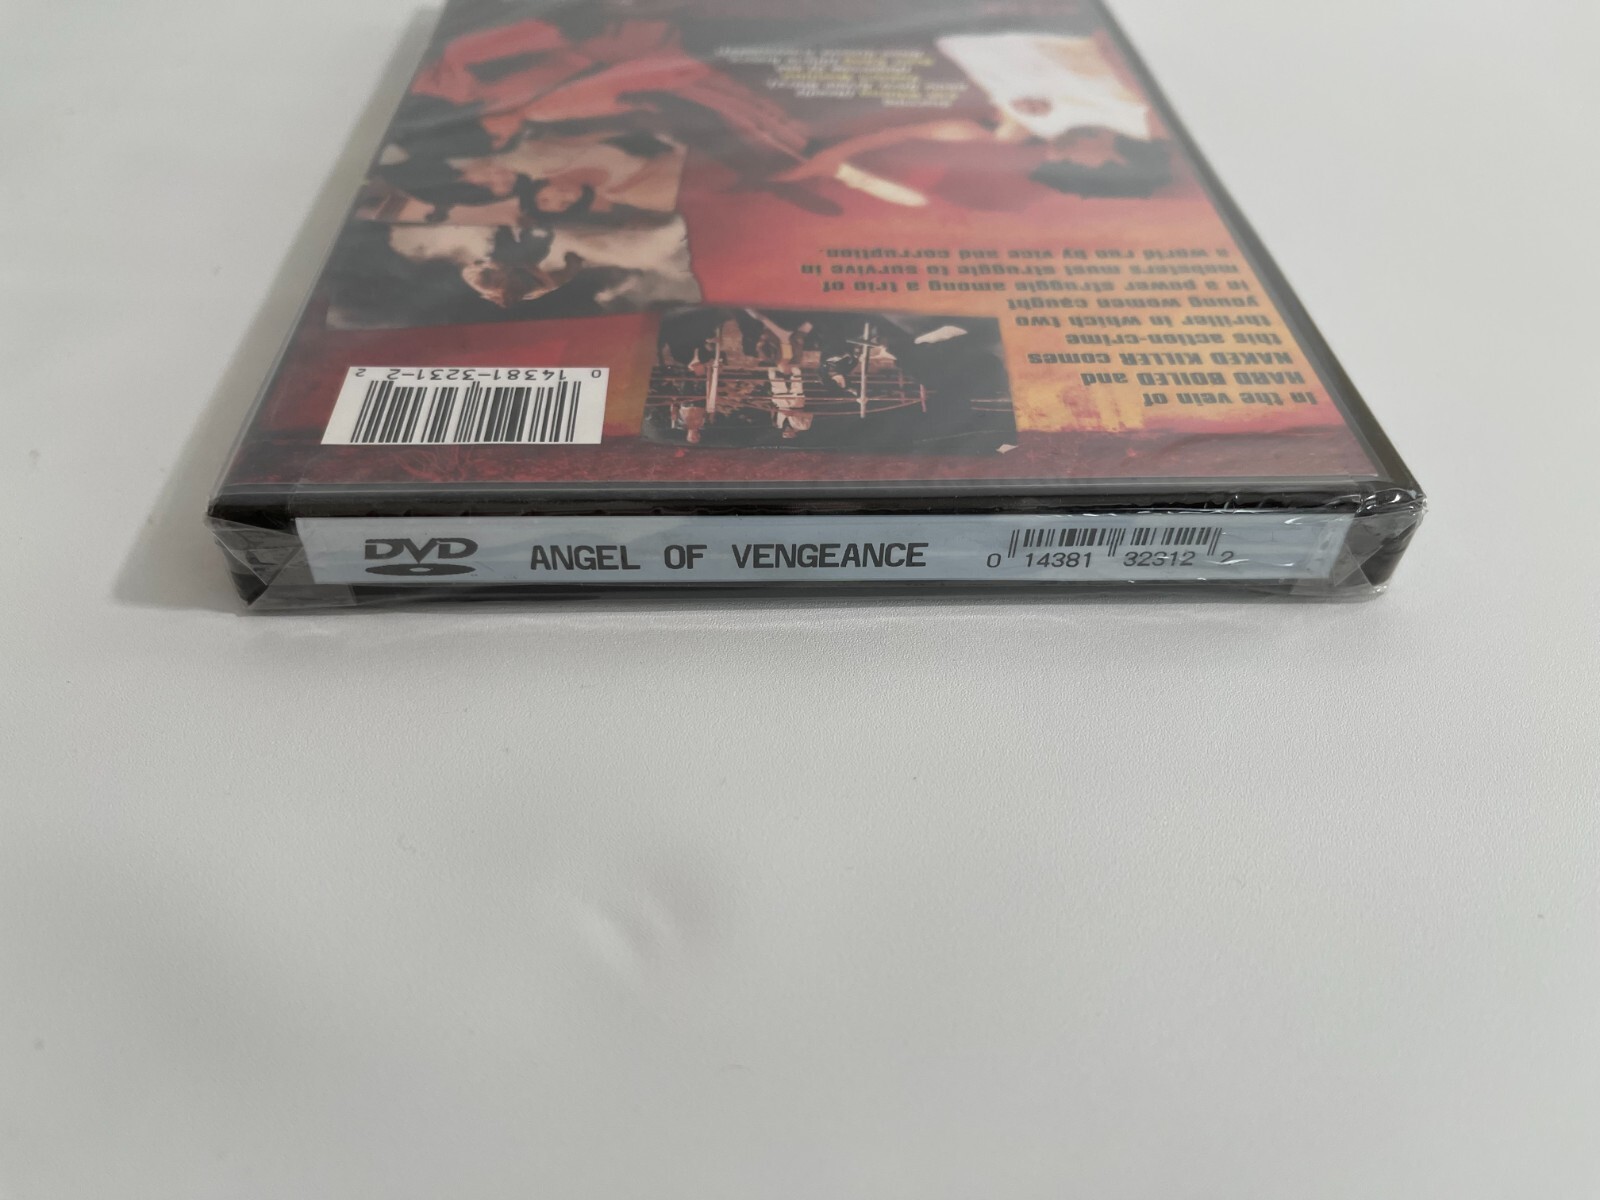 In the vein of
HARD BOILED and
NAKED KILLER comes
this action-crime
thriller in which two
young women caught
in a power struggle among a trio of
mobsters must struggle to survive in
a world run by vice and corruption.
0 14381-3231-2 2
DVD
ANGEL OF VENGEANCE
0 14381 32312 2